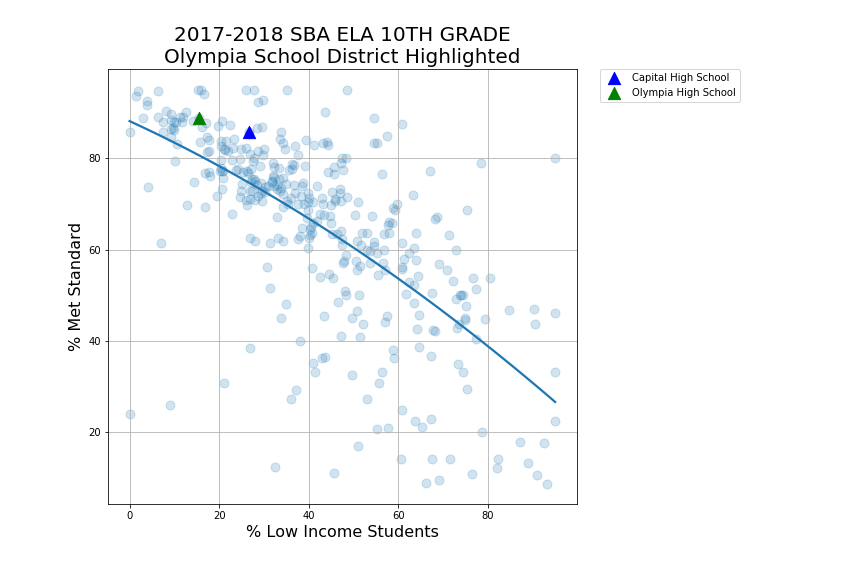 2017-2018 SBA ELA 10TH GRADE
Olympia School District Highlighted
Capital High School
Olympia High School
% Met Standard
80
60
40
20
0
20
40
60
80
% Low Income Students